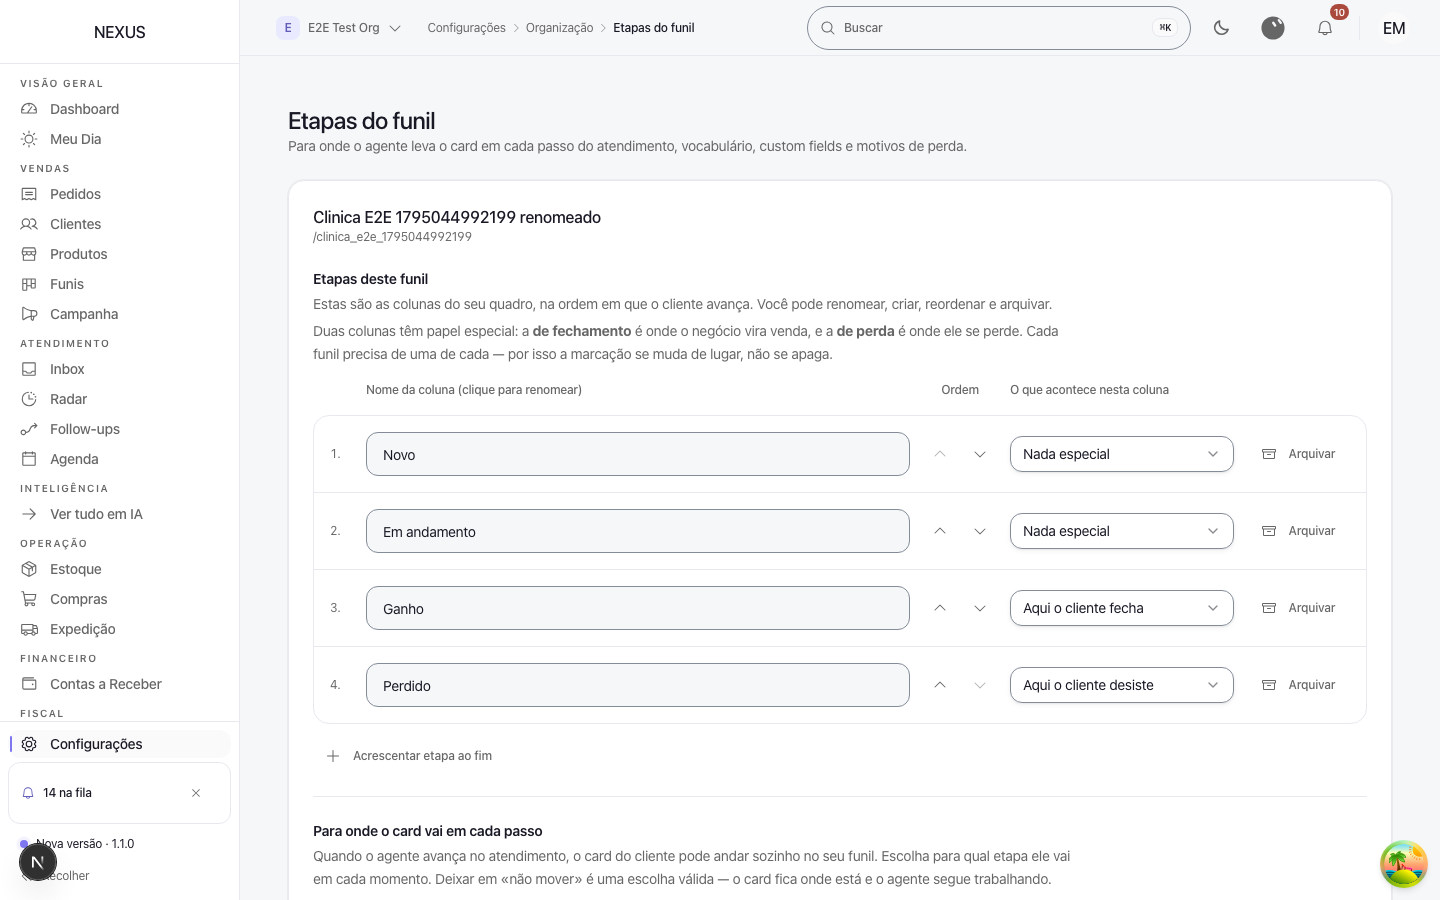 NEXUS
E
E2E Test Org
Configurações
Organização
Etapas do funil
Buscar
⌘K
10
EM
VISÃO GERAL
Dashboard
Meu Dia
VENDAS
Pedidos
Clientes
Produtos
Funis
Campanha
ATENDIMENTO
Inbox
Radar
Follow-ups
Agenda
INTELIGÊNCIA
Ver tudo em IA
OPERAÇÃO
Estoque
Compras
Expedição
FINANCEIRO
Contas a Receber
FISCAL
Configurações
14 na fila
Nova versão · 1.1.0
N
Etapas do funil
Para onde o agente leva o card em cada passo do atendimento, vocabulário, custom fields e motivos de perda.
Clinica E2E 1795044992199 renomeado
/clinica_e2e_1795044992199
Etapas deste funil
Estas são as colunas do seu quadro, na ordem em que o cliente avança. Você pode renomear, criar, reordenar e arquivar.
Duas colunas têm papel especial: a de fechamento é onde o negócio vira venda, e a de perda é onde ele se perde. Cada
funil precisa de uma de cada — por isso a marcação se muda de lugar, não se apaga.
Nome da coluna (clique para renomear)
Ordem
O que acontece nesta coluna
1.
Novo
Nada especial
Arquivar
2.
Em andamento
Nada especial
Arquivar
3.
Ganho
Aqui o cliente fecha
Arquivar
4.
Perdido
Aqui o cliente desiste
Arquivar
Acrescentar etapa ao fim
Para onde o card vai em cada passo
Quando o agente avança no atendimento, o card do cliente pode andar sozinho no seu funil. Escolha para qual etapa ele vai
em cada momento. Deixar em «não mover» é uma escolha válida — o card fica onde está e o agente segue trabalhando.